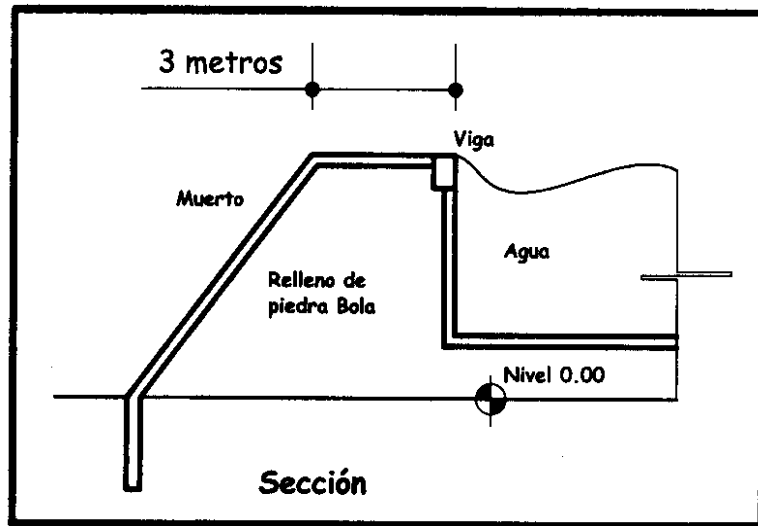 3 metros
Viga
Muerto
Agua
Relleno de
piedra Bola
Nivel 0.00
Sección